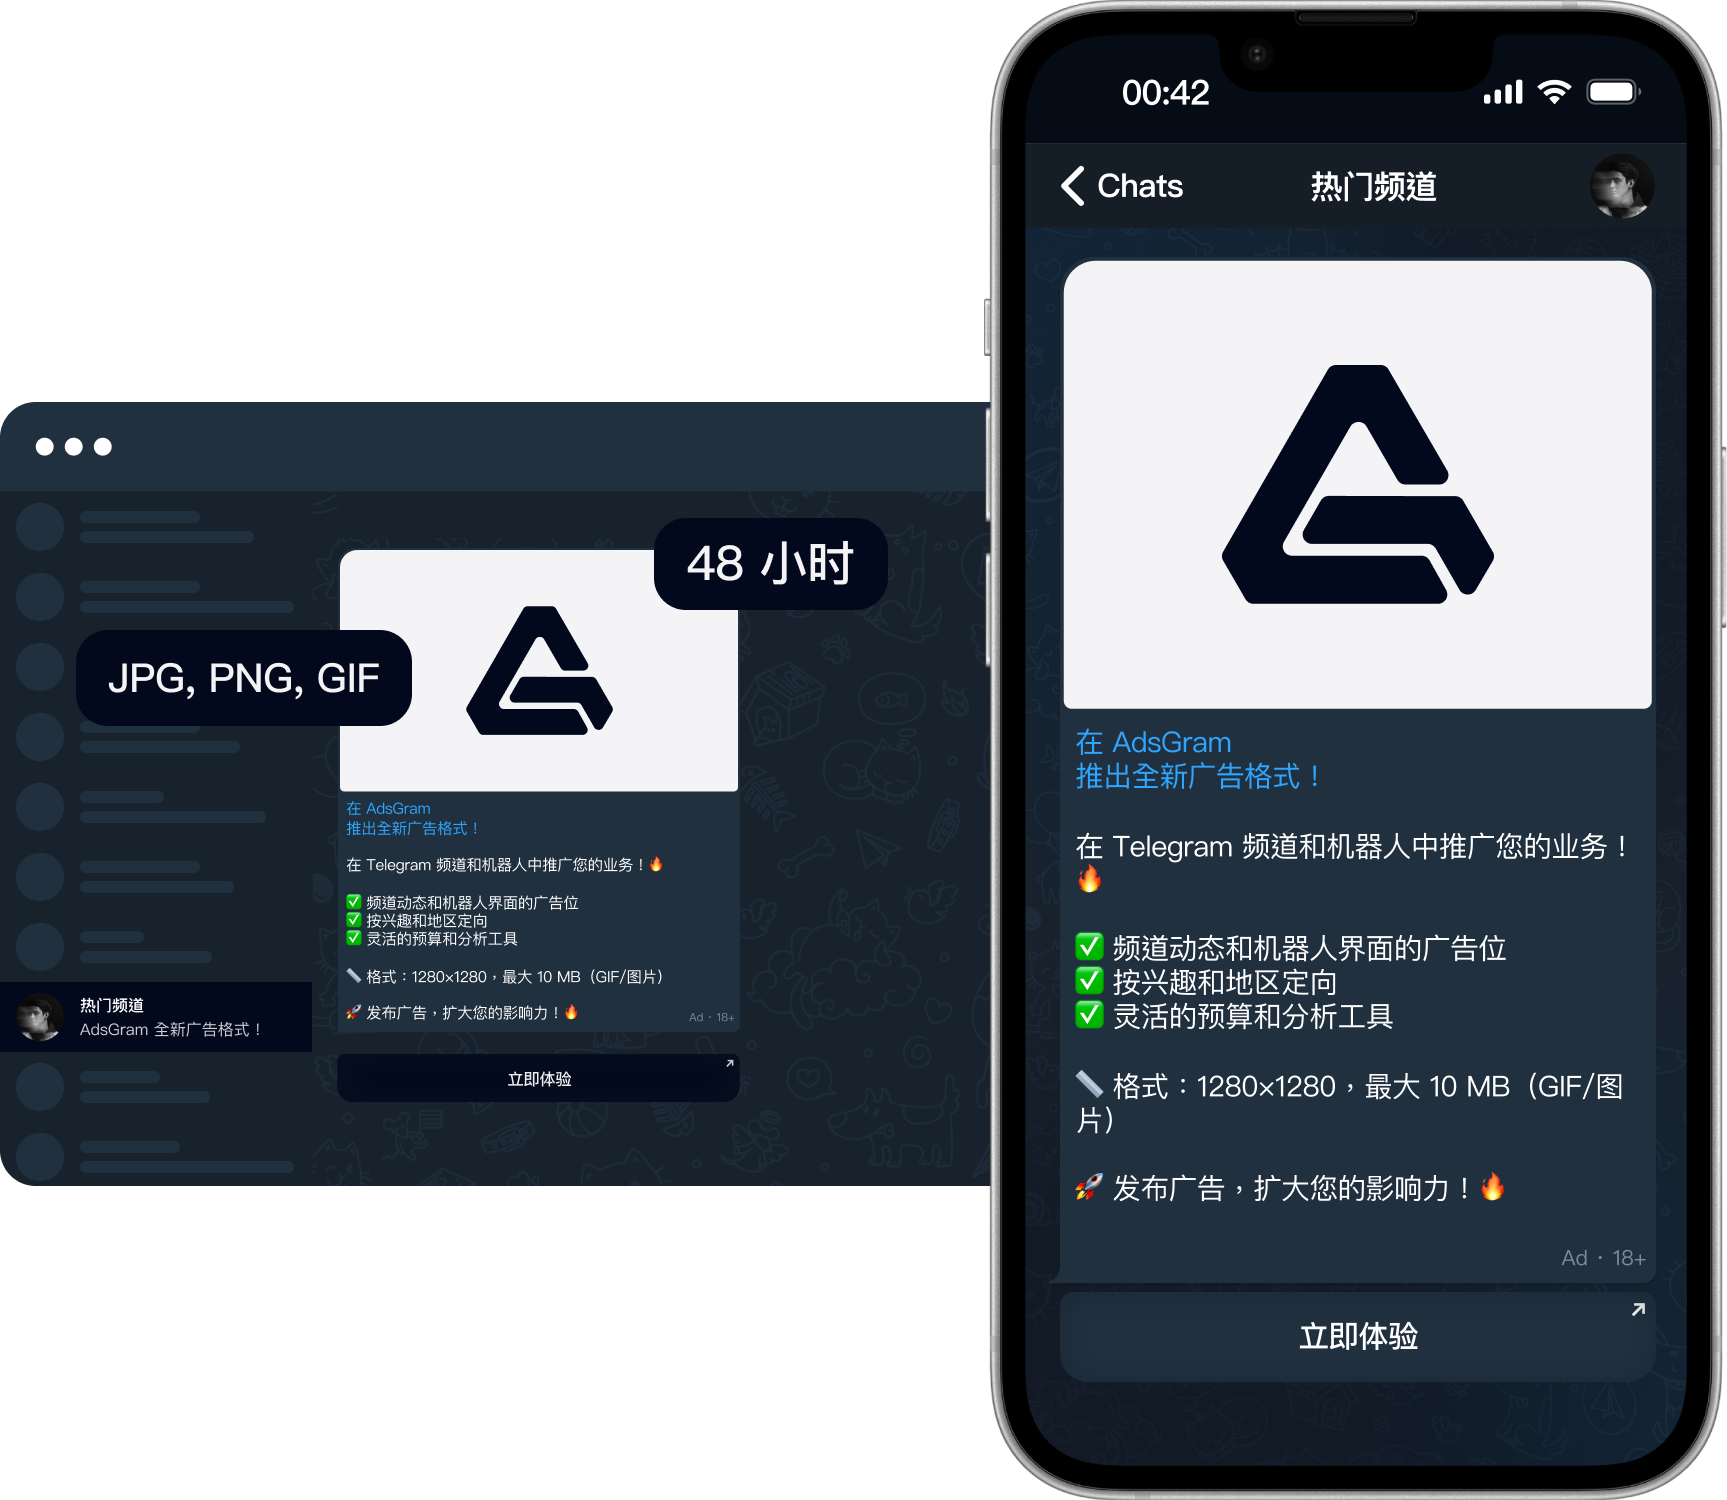 48 小时
JPG, PNG, GIF
在 AdsGram
推出全新广告格式！
在 Telegram 频道和机器人中推广您的业务！🔥
✅ 频道动态和机器人界面的广告位
✅ 按兴趣和地区定向
✅ 灵活的预算和分析工具
📏 格式：1280×1280，最大 10 MB（GIF/图片）
🚀 发布广告，扩大您的影响力！🔥
Ad · 18+
立即体验
热门频道
AdsGram 全新广告格式！
00:42
Chats
热门频道
在 AdsGram
推出全新广告格式！
在 Telegram 频道和机器人中推广您的业务！
🔥
✅ 频道动态和机器人界面的广告位
✅ 按兴趣和地区定向
✅ 灵活的预算和分析工具
📏 格式：1280×1280，最大 10 MB（GIF/图
片）
🚀 发布广告，扩大您的影响力！🔥
Ad · 18+
立即体验